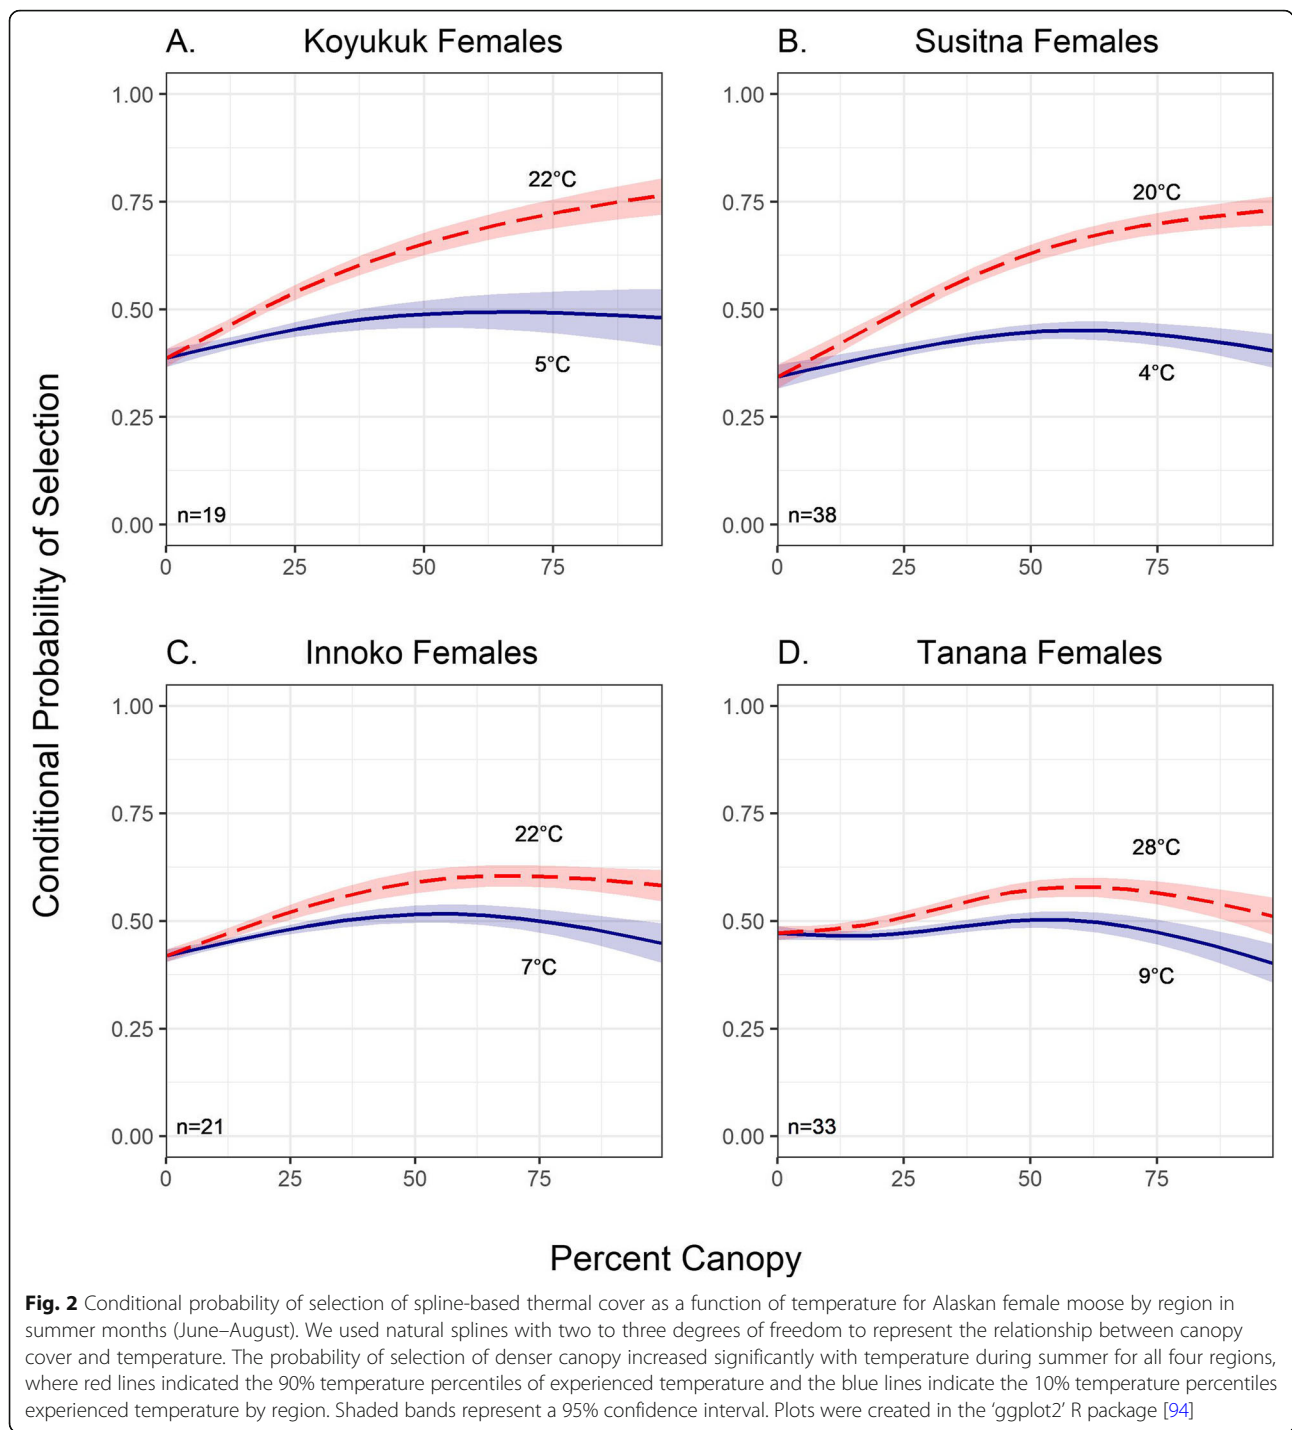 A. Koyukuk Females
1.00
0.75
0.50
0.25
0.00
22°C
5°C
n=19
0 25 50 75
B. Susitna Females
1.00
0.75
0.50
0.25
0.00
20°C
4°C
n=38
0 25 50 75
C. Innoko Females
1.00
0.75
0.50
0.25
0.00
22°C
7°C
n=21
0 25 50 75
D. Tanana Females
1.00
0.75
0.50
0.25
0.00
28°C
9°C
n=33
0 25 50 75
Conditional Probability of Selection
Percent Canopy
Fig. 2 Conditional probability of selection of spline-based thermal cover as a function of temperature for Alaskan female moose by region in
summer months (June–August). We used natural splines with two to three degrees of freedom to represent the relationship between canopy
cover and temperature. The probability of selection of denser canopy increased significantly with temperature during summer for all four regions,
where red lines indicated the 90% temperature percentiles of experienced temperature and the blue lines indicate the 10% temperature percentiles
experienced temperature by region. Shaded bands represent a 95% confidence interval. Plots were created in the ‘ggplot2’ R package [94]